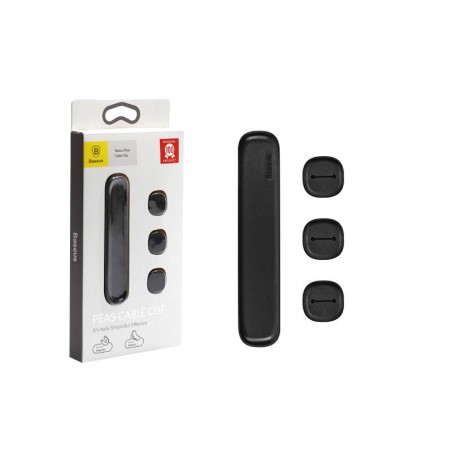 Baseus
Baseus Peas
Cable Clip
Baseus
PEAS CABLE CLIP
It's really Simple But Effective
Baseus